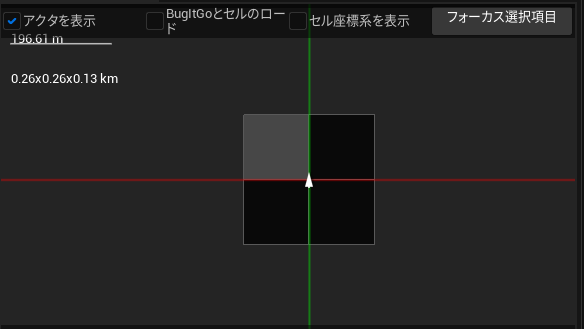 アクタを表示
BugItGoとセルのロー
ド
セル座標系を表示
フォーカス選択項目
196.61 m
0.26x0.26x0.13 km